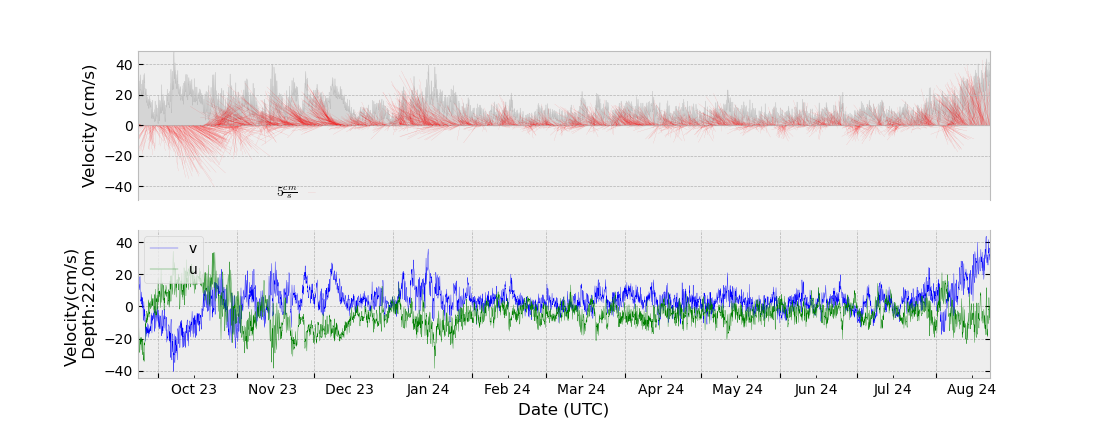 Velocity (cm/s)
40
20
0
−20
−40
5 cm/s
Velocity(cm/s)
Depth:22.0m
40
20
0
−20
−40
v
u
Oct 23 Nov 23 Dec 23 Jan 24 Feb 24 Mar 24 Apr 24 May 24 Jun 24 Jul 24 Aug 24
Date (UTC)